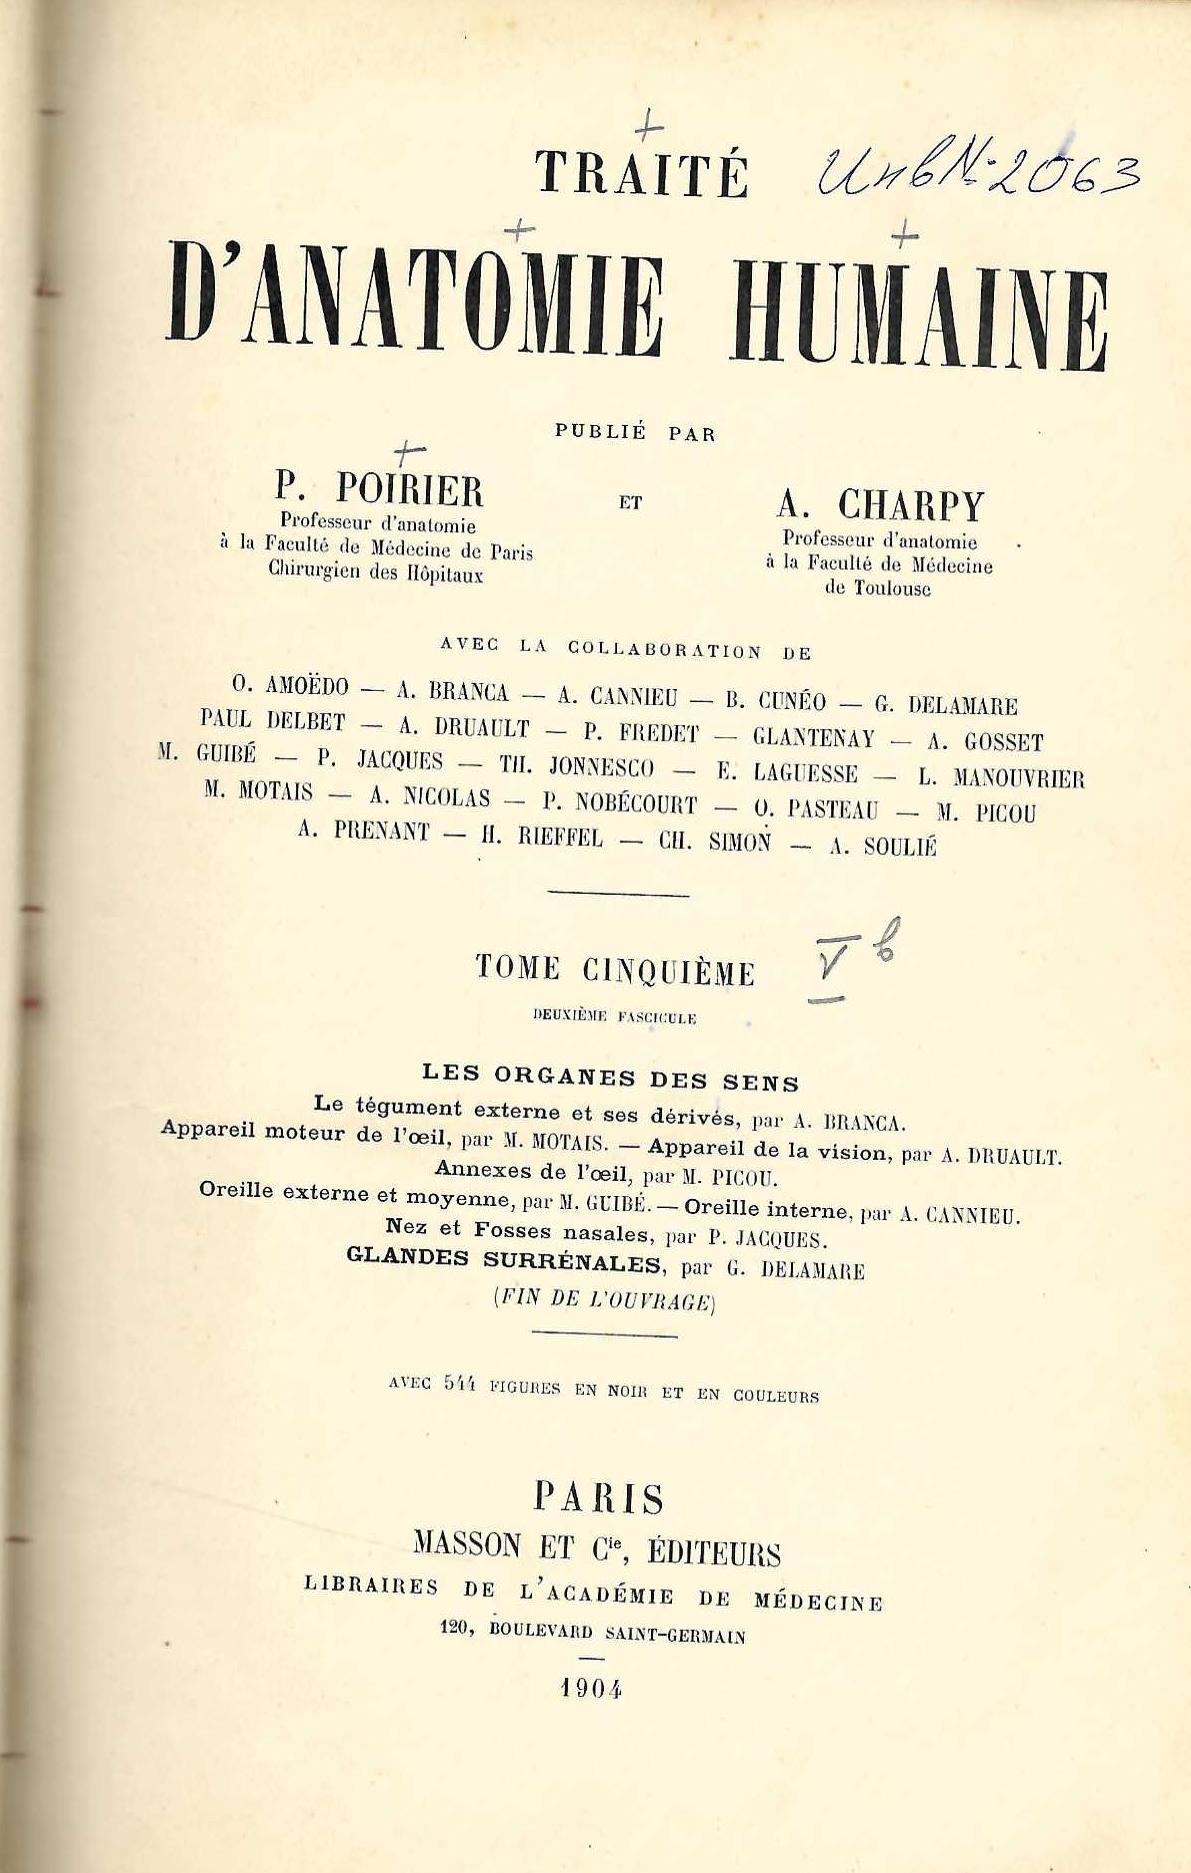 TRAITÉ Инв№ 2063
D'ANATOMIE HUMAINE
PUBLIÉ PAR
P. POIRIER ET A. CHARPY
Professeur d'anatomie
à la Faculté de Médecine de Paris
Chirurgien des Hôpitaux
Professeur d'anatomie
à la Faculté de Médecine
de Toulouse
AVEC LA COLLABORATION DE
O. AMOËDO — A. BRANCA — A. CANNIEU — B. CUNÉO — G. DELAMARE
PAUL DELBET — A. DRUAULT — P. FREDET — GLANTENAY — A. GOSSET
M. GUIBÉ — P. JACQUES — TH. JONNESCO — E. LAGUESSE — L. MANOUVRIER
M. MOTAIS — A. NICOLAS — P. NOBÉCOURT — O. PASTEAU — M. PICOU
A. PRENANT — H. RIEFFEL — CH. SIMON — A. SOULIÉ
TOME CINQUIÈME V b
DEUXIÈME FASCICULE
LES ORGANES DES SENS
Le tégument externe et ses dérivés, par A. BRANCA.
Appareil moteur de l'œil, par M. MOTAIS. — Appareil de la vision, par A. DRUAULT.
Annexes de l'œil, par M. PICOU.
Oreille externe et moyenne, par M. GUIBÉ. — Oreille interne, par A. CANNIEU.
Nez et Fosses nasales, par P. JACQUES.
GLANDES SURRÉNALES, par G. DELAMARE
(FIN DE L'OUVRAGE)
AVEC 544 FIGURES EN NOIR ET EN COULEURS
PARIS
MASSON ET Cie, ÉDITEURS
LIBRAIRES DE L'ACADÉMIE DE MÉDECINE
120, BOULEVARD SAINT-GERMAIN
1904